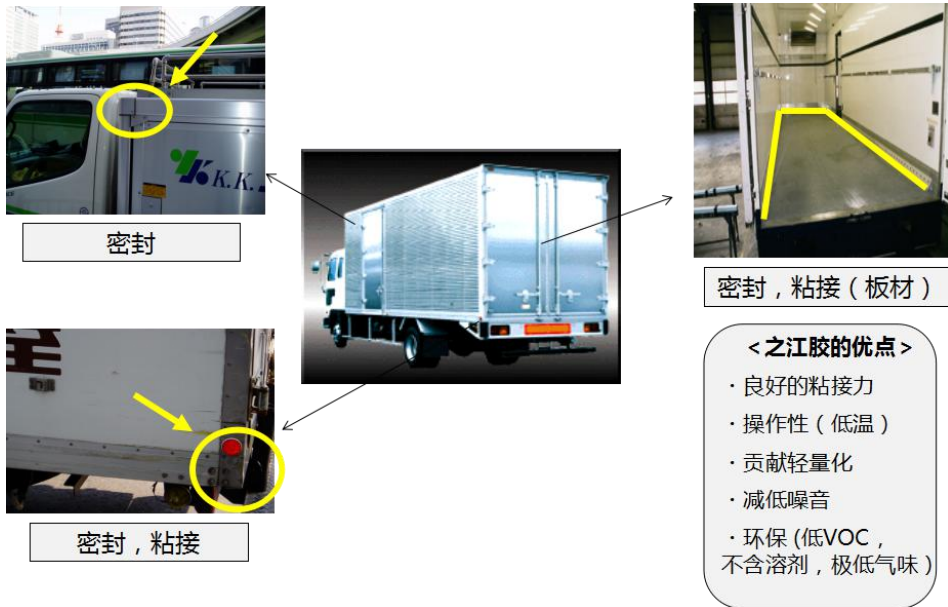 K.K.
密封
密封，粘接
密封，粘接（板材）
<之江胶的优点>
・良好的粘接力
・操作性（低温）
・贡献轻量化
・减低噪音
・环保 (低VOC，
不含溶剂，极低气味）